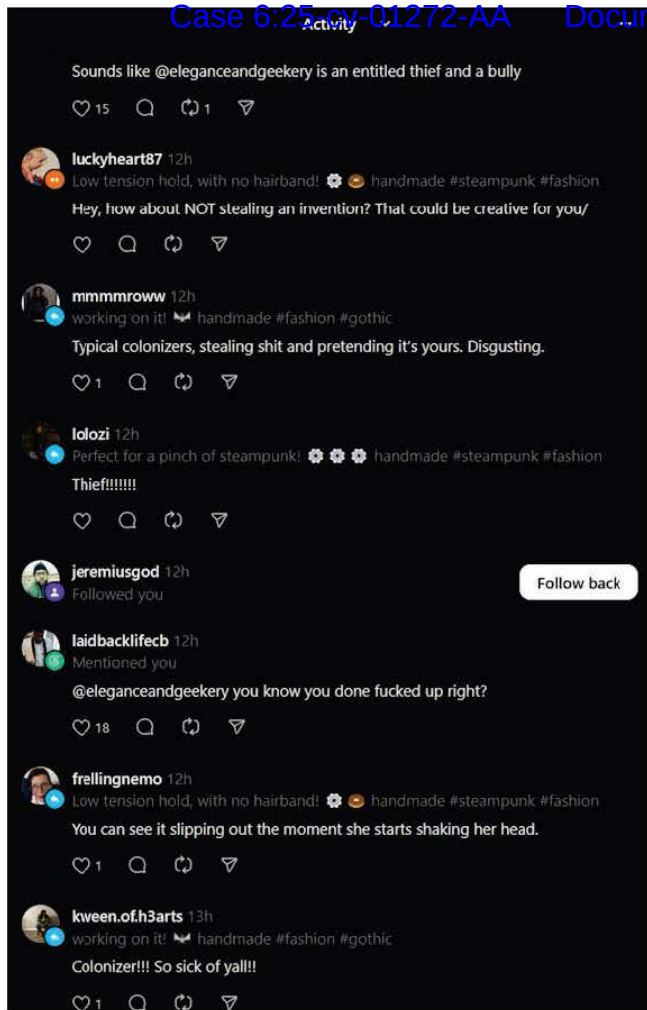 Case 6:25-cv-01272-AA Docum
Activity
Sounds like @eleganceandgeekery is an entitled thief and a bully
15 1
luckyheart87 12h
Low tension hold, with no hairband! ⚙️ 🍩 handmade #steampunk #fashion
Hey, how about NOT stealing an invention? That could be creative for you/
mmmmroww 12h
working on it! 🦇 handmade #fashion #gothic
Typical colonizers, stealing shit and pretending it's yours. Disgusting.
1
lolozi 12h
Perfect for a pinch of steampunk! ⚙️ ⚙️ ⚙️ handmade #steampunk #fashion
Thief!!!!!!!
jeremiusgod 12h
Followed you
Follow back
laidbacklifecb 12h
Mentioned you
@eleganceandgeekery you know you done fucked up right?
18
frellingnemo 12h
Low tension hold, with no hairband! ⚙️ 🍩 handmade #steampunk #fashion
You can see it slipping out the moment she starts shaking her head.
1
kween.of.h3arts 13h
working on it! 🦇 handmade #fashion #gothic
Colonizer!!! So sick of yall!!
1